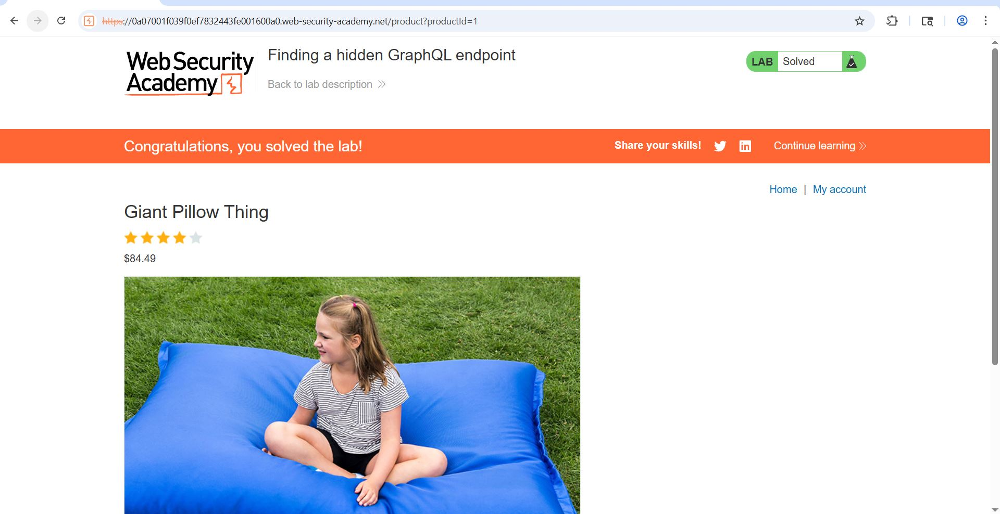 https://0a07001f039f0ef7832443fe001600a0.web-security-academy.net/product?productId=1
Web Security
Academy
Finding a hidden GraphQL endpoint
Back to lab description
LAB Solved
Congratulations, you solved the lab!
Share your skills!
Continue learning
Home | My account
Giant Pillow Thing
$84.49